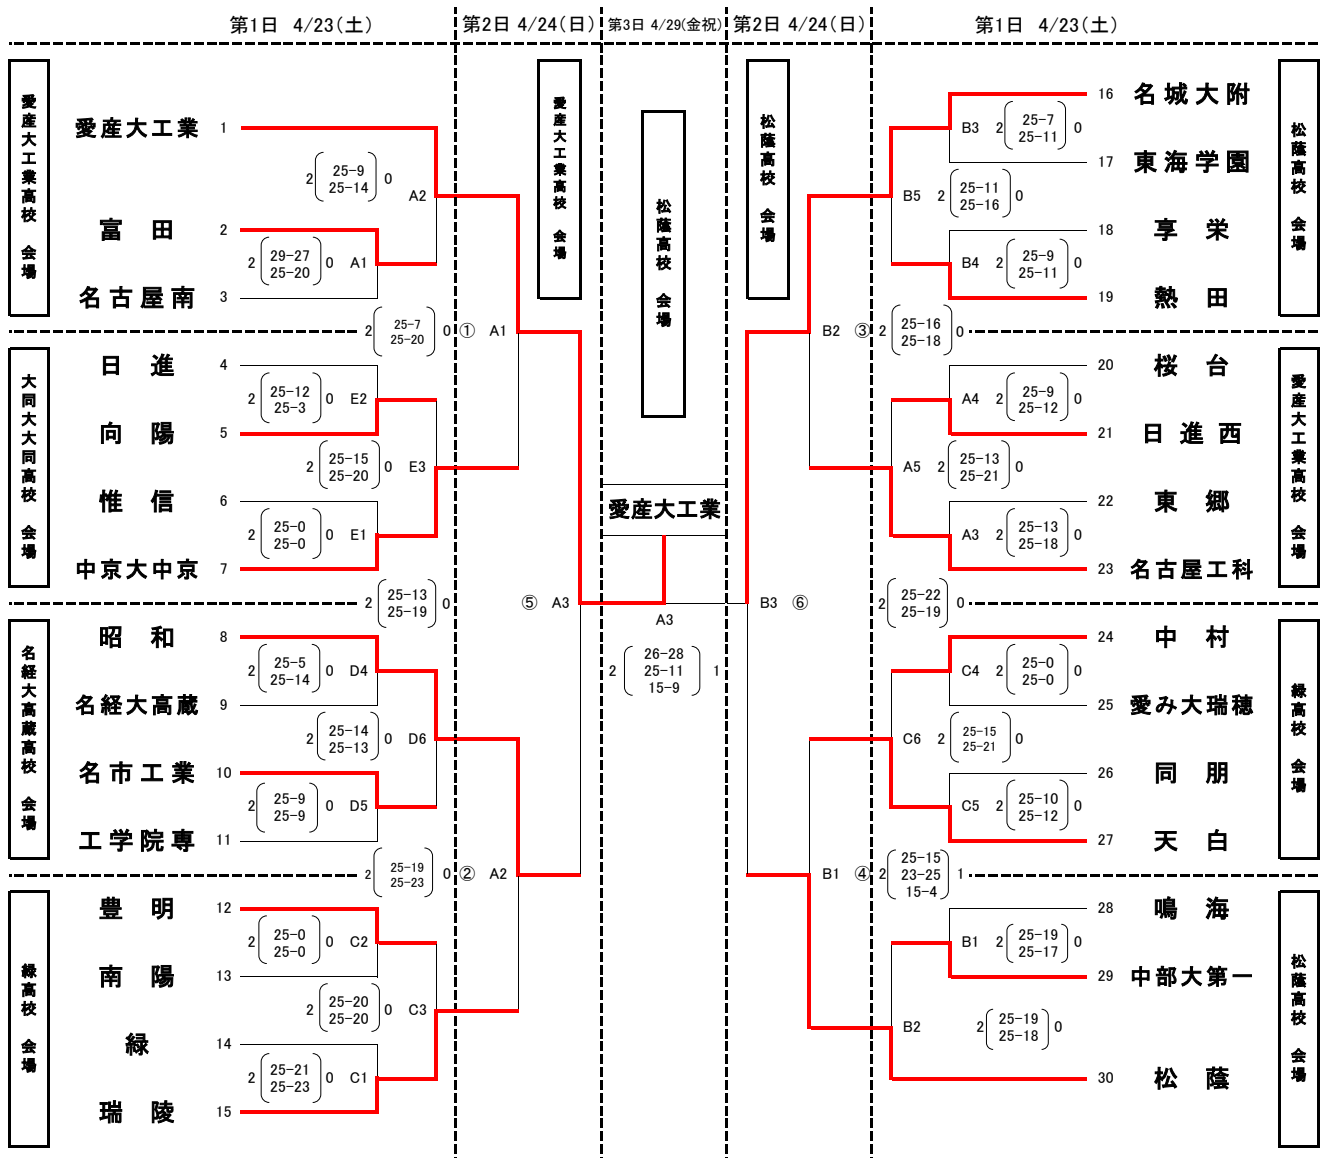 第1日 4/23(土)
第2日 4/24(日)
第3日 4/29(金祝)
第2日 4/24(日)
第1日 4/23(土)
愛産大工業高校 会場
愛産大工業 1
2 25-9 0
25-14
A2
富田 2
2 29-27 0 A1
25-20
名古屋南 3
2 25-7 0 ① A1
25-20
大同大大同高校 会場
日進 4
2 25-12 0 E2
25-3
向陽 5
2 25-15 0 E3
25-20
惟信 6
2 25-0 0 E1
25-0
中京大中京 7
2 25-13 0
25-19
⑤ A3
名経大高蔵高校 会場
昭和 8
2 25-5 0 D4
25-14
名経大高蔵 9
2 25-14 0 D6
25-13
名市工業 10
2 25-9 0 D5
25-9
工学院専 11
2 25-19 0 ② A2
25-23
緑高校 会場
豊明 12
2 25-0 0 C2
25-0
南陽 13
2 25-20 0 C3
25-20
緑 14
2 25-21 0 C1
25-23
瑞陵 15
愛産大工業高校 会場
松蔭高校 会場
愛産大工業
A3
26-28
2 25-11 1
15-9
松蔭高校 会場
16 名城大附
B3 2 25-7 0
25-11
17 東海学園
B5 2 25-11 0
25-16
18 享栄
B4 2 25-9 0
25-11
19 熱田
松蔭高校 会場
B2 ③ 2 25-16 0
25-18
20 桜台
A4 2 25-9 0
25-12
21 日進西
A5 2 25-13 0
25-21
22 東郷
A3 2 25-13 0
25-18
23 名古屋工科
愛産大工業高校 会場
B3 ⑥ 2 25-22 0
25-19
24 中村
C4 2 25-0 0
25-0
25 愛み大瑞穂
C6 2 25-15 0
25-21
26 同朋
C5 2 25-10 0
25-12
27 天白
緑高校 会場
25-15
B1 ④ 2 23-25 1
15-4
28 鳴海
B1 2 25-19 0
25-17
29 中部大第一
B2 2 25-19 0
25-18
30 松蔭
松蔭高校 会場